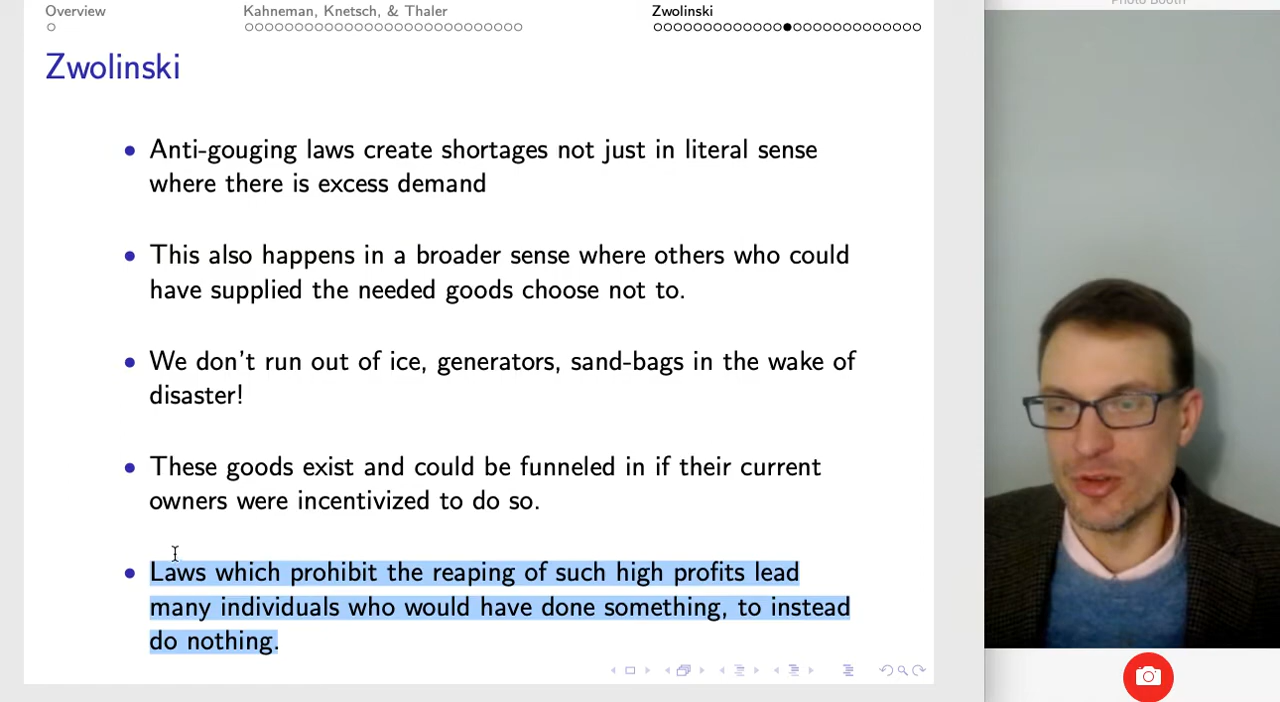 Overview
Kahneman, Knetsch, & Thaler
Zwolinski
Photo Booth
Zwolinski
Anti-gouging laws create shortages not just in literal sense
where there is excess demand
This also happens in a broader sense where others who could
have supplied the needed goods choose not to.
We don't run out of ice, generators, sand-bags in the wake of
disaster!
These goods exist and could be funneled in if their current
owners were incentivized to do so.
Laws which prohibit the reaping of such high profits lead
many individuals who would have done something, to instead
do nothing.